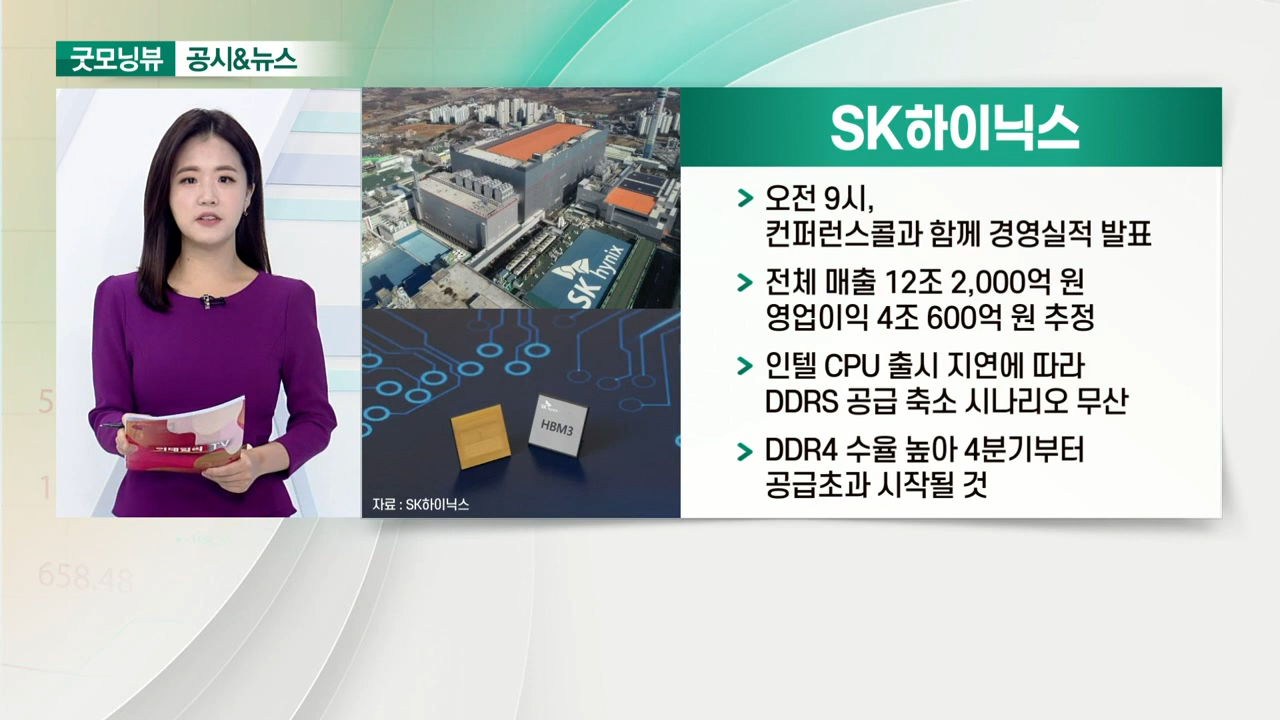 굿모닝뷰 공시&뉴스
SK하이닉스
오전 9시,
컨퍼런스콜과 함께 경영실적 발표
전체 매출 12조 2,000억 원
영업이익 4조 600억 원 추정
인텔 CPU 출시 지연에 따라
DDRS 공급 축소 시나리오 무산
DDR4 수율 높아 4분기부터
공급초과 시작될 것
SK hynix
HBM3
자료 : SK하이닉스
이데일리 TV
658.48